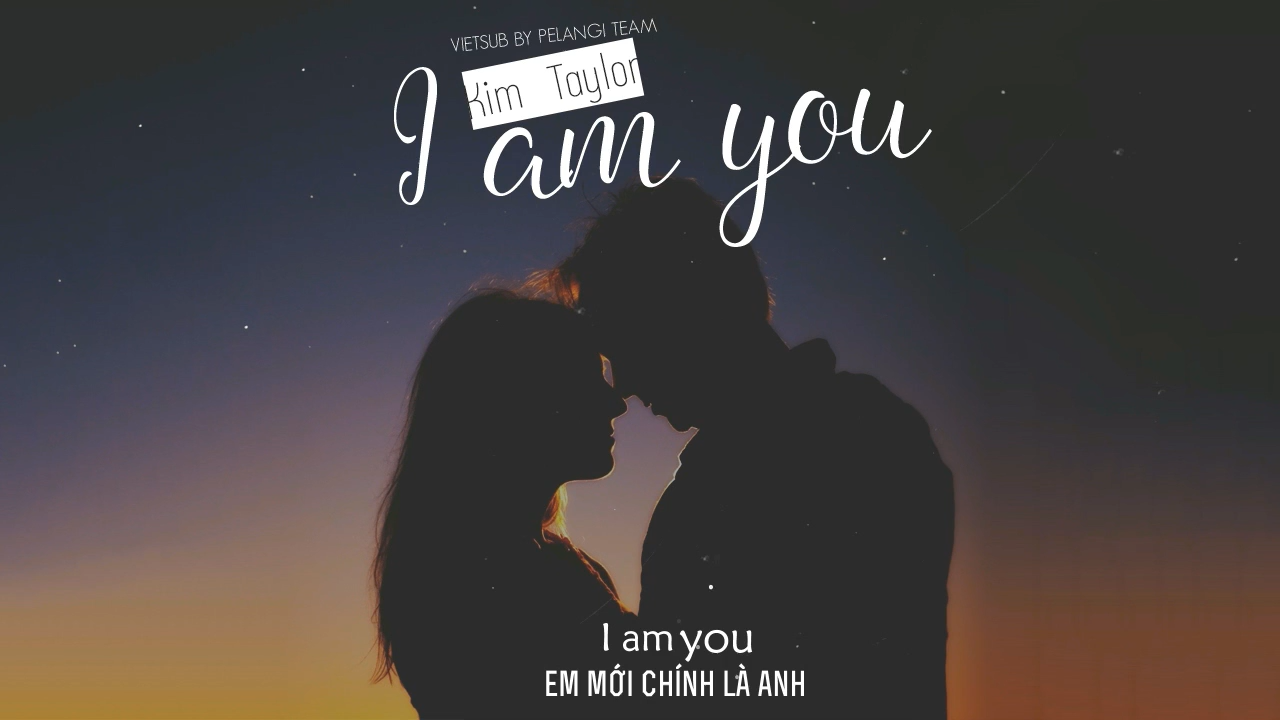 VIETSUB BY PELANGI TEAM
Kim Taylor
I am you
I am you
EM MỚI CHÍNH LÀ ANH